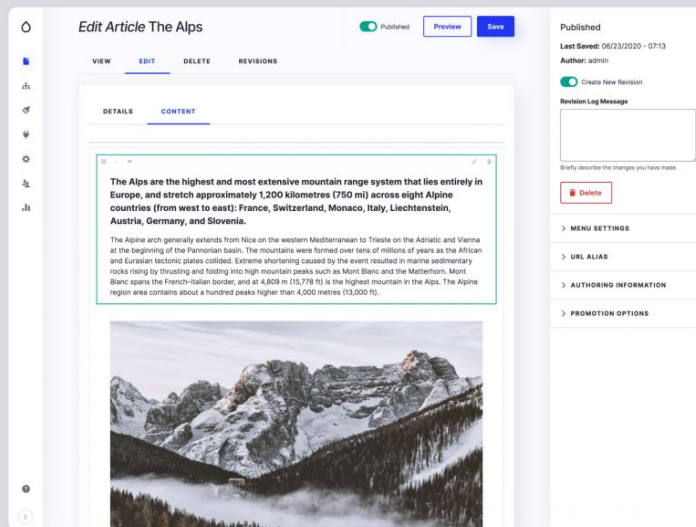 Edit Article The Alps
Published
Preview
Save
VIEW
EDIT
DELETE
REVISIONS
DETAILS
CONTENT
The Alps are the highest and most extensive mountain range system that lies entirely in
Europe, and stretch approximately 1,200 kilometres (750 mi) across eight Alpine
countries (from west to east): France, Switzerland, Monaco, Italy, Liechtenstein,
Austria, Germany, and Slovenia.
The Alpine arch generally extends from Nice on the western Mediterranean to Trieste on the Adriatic and Vienna
at the beginning of the Pannonian basin. The mountains were formed over tens of millions of years as the African
and Eurasian tectonic plates collided. Extreme shortening caused by the event resulted in marine sedimentary
rocks rising by thrusting and folding into high mountain peaks such as Mont Blanc and the Matterhorn. Mont
Blanc spans the French–Italian border, and at 4,809 m (15,778 ft) is the highest mountain in the Alps. The Alpine
region area contains about a hundred peaks higher than 4,000 metres (13,000 ft).
Published
Last Saved: 06/23/2020 - 07:13
Author: admin
Create New Revision
Revision Log Message
Briefly describe the changes you have made.
Delete
MENU SETTINGS
URL ALIAS
AUTHORING INFORMATION
PROMOTION OPTIONS